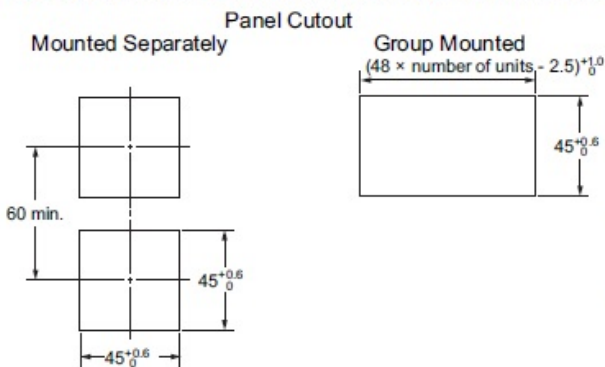 Panel Cutout
Mounted Separately
Group Mounted
(48 × number of units - 2.5)+1.0 0
45+0.6 0
60 min.
45+0.6 0
45+0.6 0